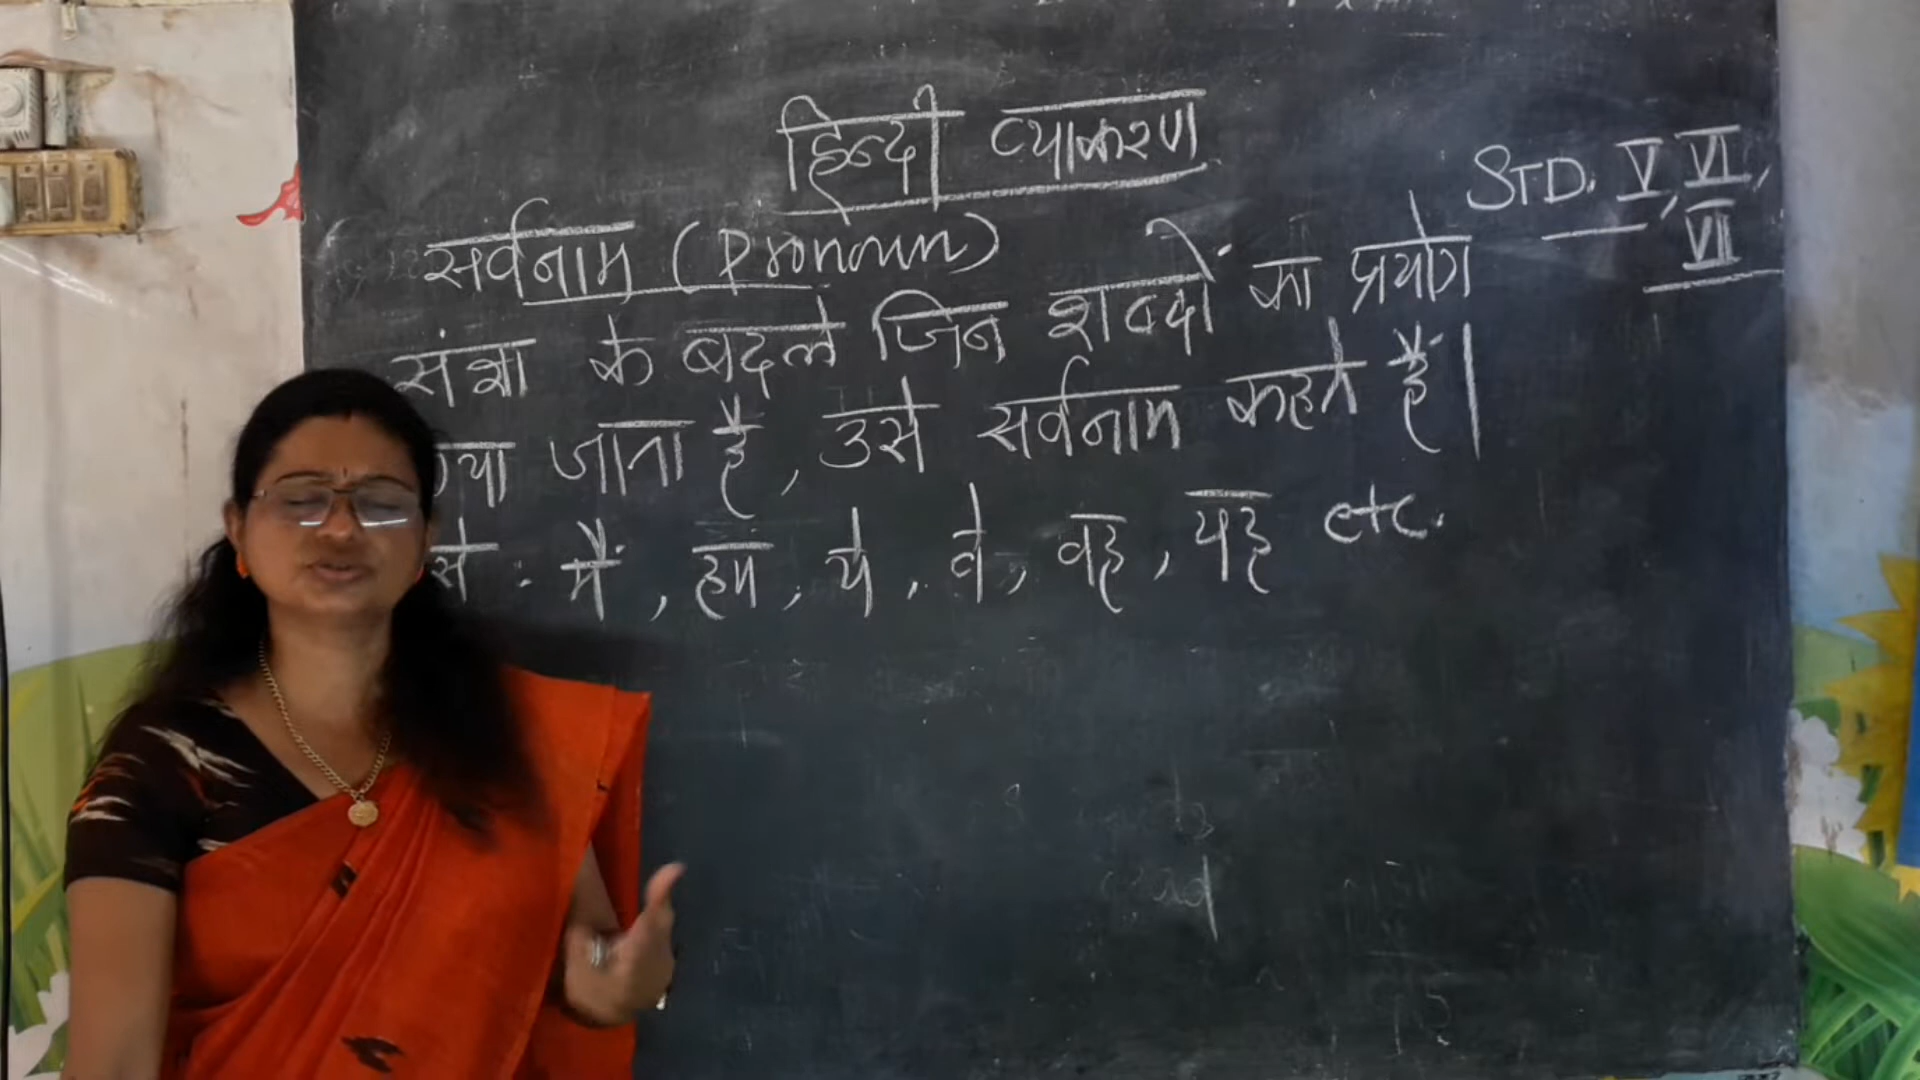 हिन्दी व्याकरण
STD. V, VI,
VII
सर्वनाम (Pronoun)
संज्ञा के बदले जिन शब्दों का प्रयोग
जाता है, उसे सर्वनाम कहते हैं।
से : मैं, हम, ये, वे, वह, यह etc.